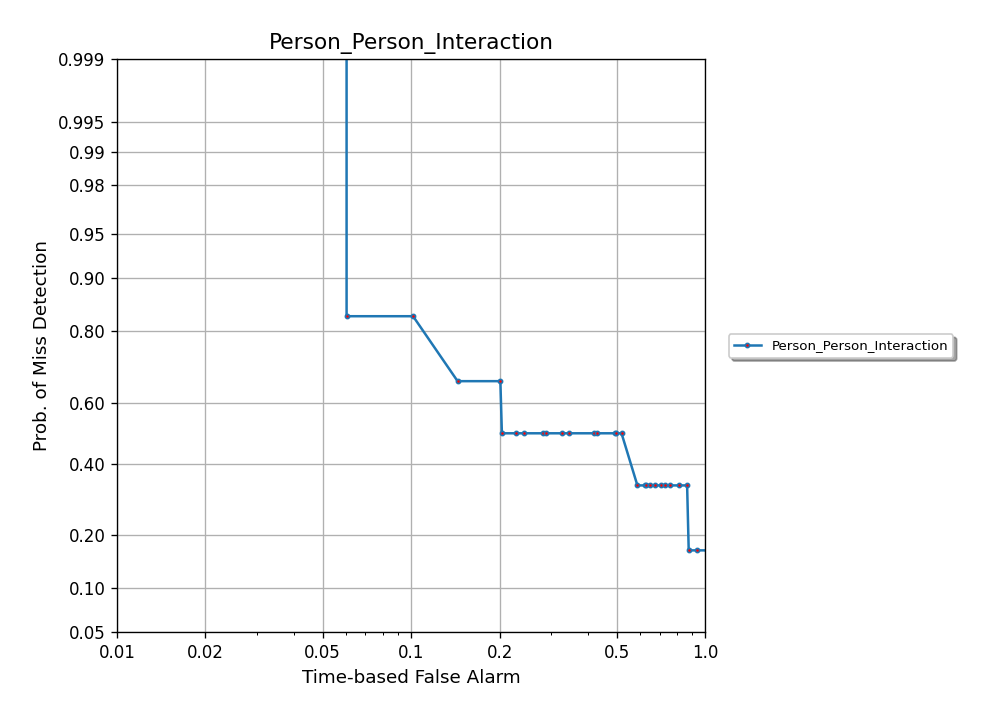 Person_Person_Interaction
0.999
0.995
0.99
0.98
0.95
0.90
0.80
0.60
0.40
0.20
0.10
0.05
Prob. of Miss Detection
Person_Person_Interaction
0.01 0.02 0.05 0.1 0.2 0.5 1.0
Time-based False Alarm